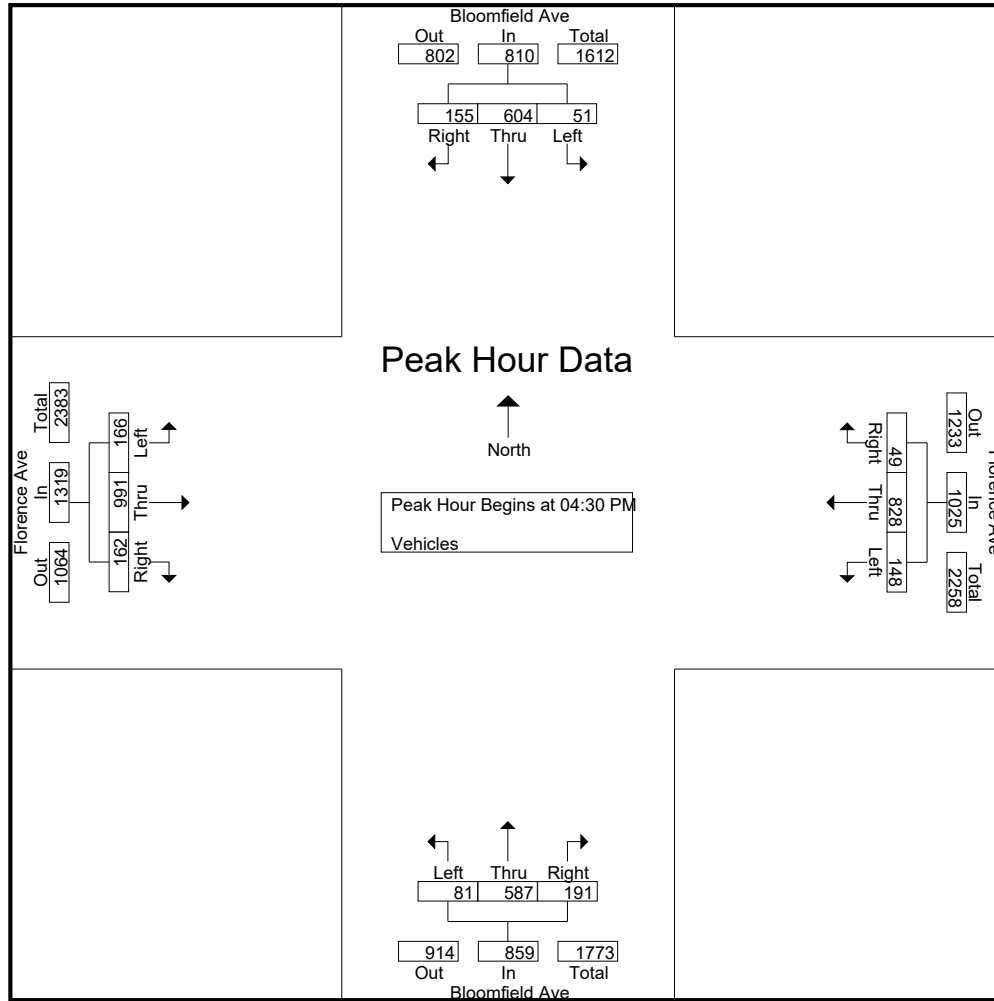 Bloomfield Ave
Out In Total
802 810 1612
155 604 51
Right Thru Left
Peak Hour Data
North
Peak Hour Begins at 04:30 PM
Vehicles
Florence Ave
Out In Total
1064 1319 2383
162 991 166
Right Thru Left
Florence Ave
Out In Total
1233 1025 2258
49 828 148
Right Thru Left
Left Thru Right
81 587 191
914 859 1773
Out In Total
Bloomfield Ave